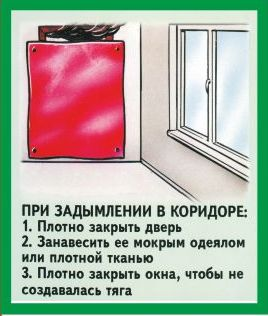 ПРИ ЗАДЫМЛЕНИИ В КОРИДОРЕ:
1. Плотно закрыть дверь
2. Занавесить ее мокрым одеялом
или плотной тканью
3. Плотно закрыть окна, чтобы не
создавалась тяга